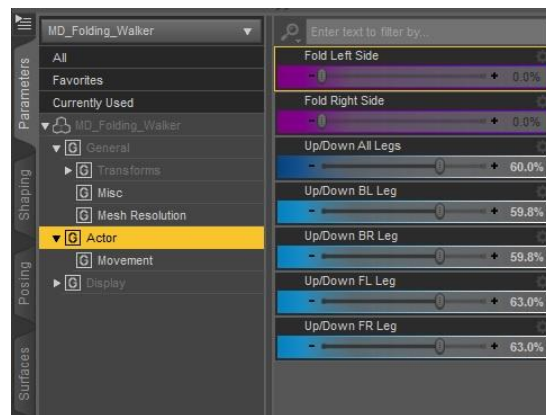 Parameters
Shaping
Posing
Surfaces
MD_Folding_Walker
All
Favorites
Currently Used
MD_Folding_Walker
G General
G Transforms
G Misc
G Mesh Resolution
G Actor
G Movement
G Display
Enter text to filter by...
Fold Left Side
- + 0.0%
Fold Right Side
- + 0.0%
Up/Down All Legs
- + 60.0%
Up/Down BL Leg
- + 59.8%
Up/Down BR Leg
- + 59.8%
Up/Down FL Leg
- + 63.0%
Up/Down FR Leg
- + 63.0%